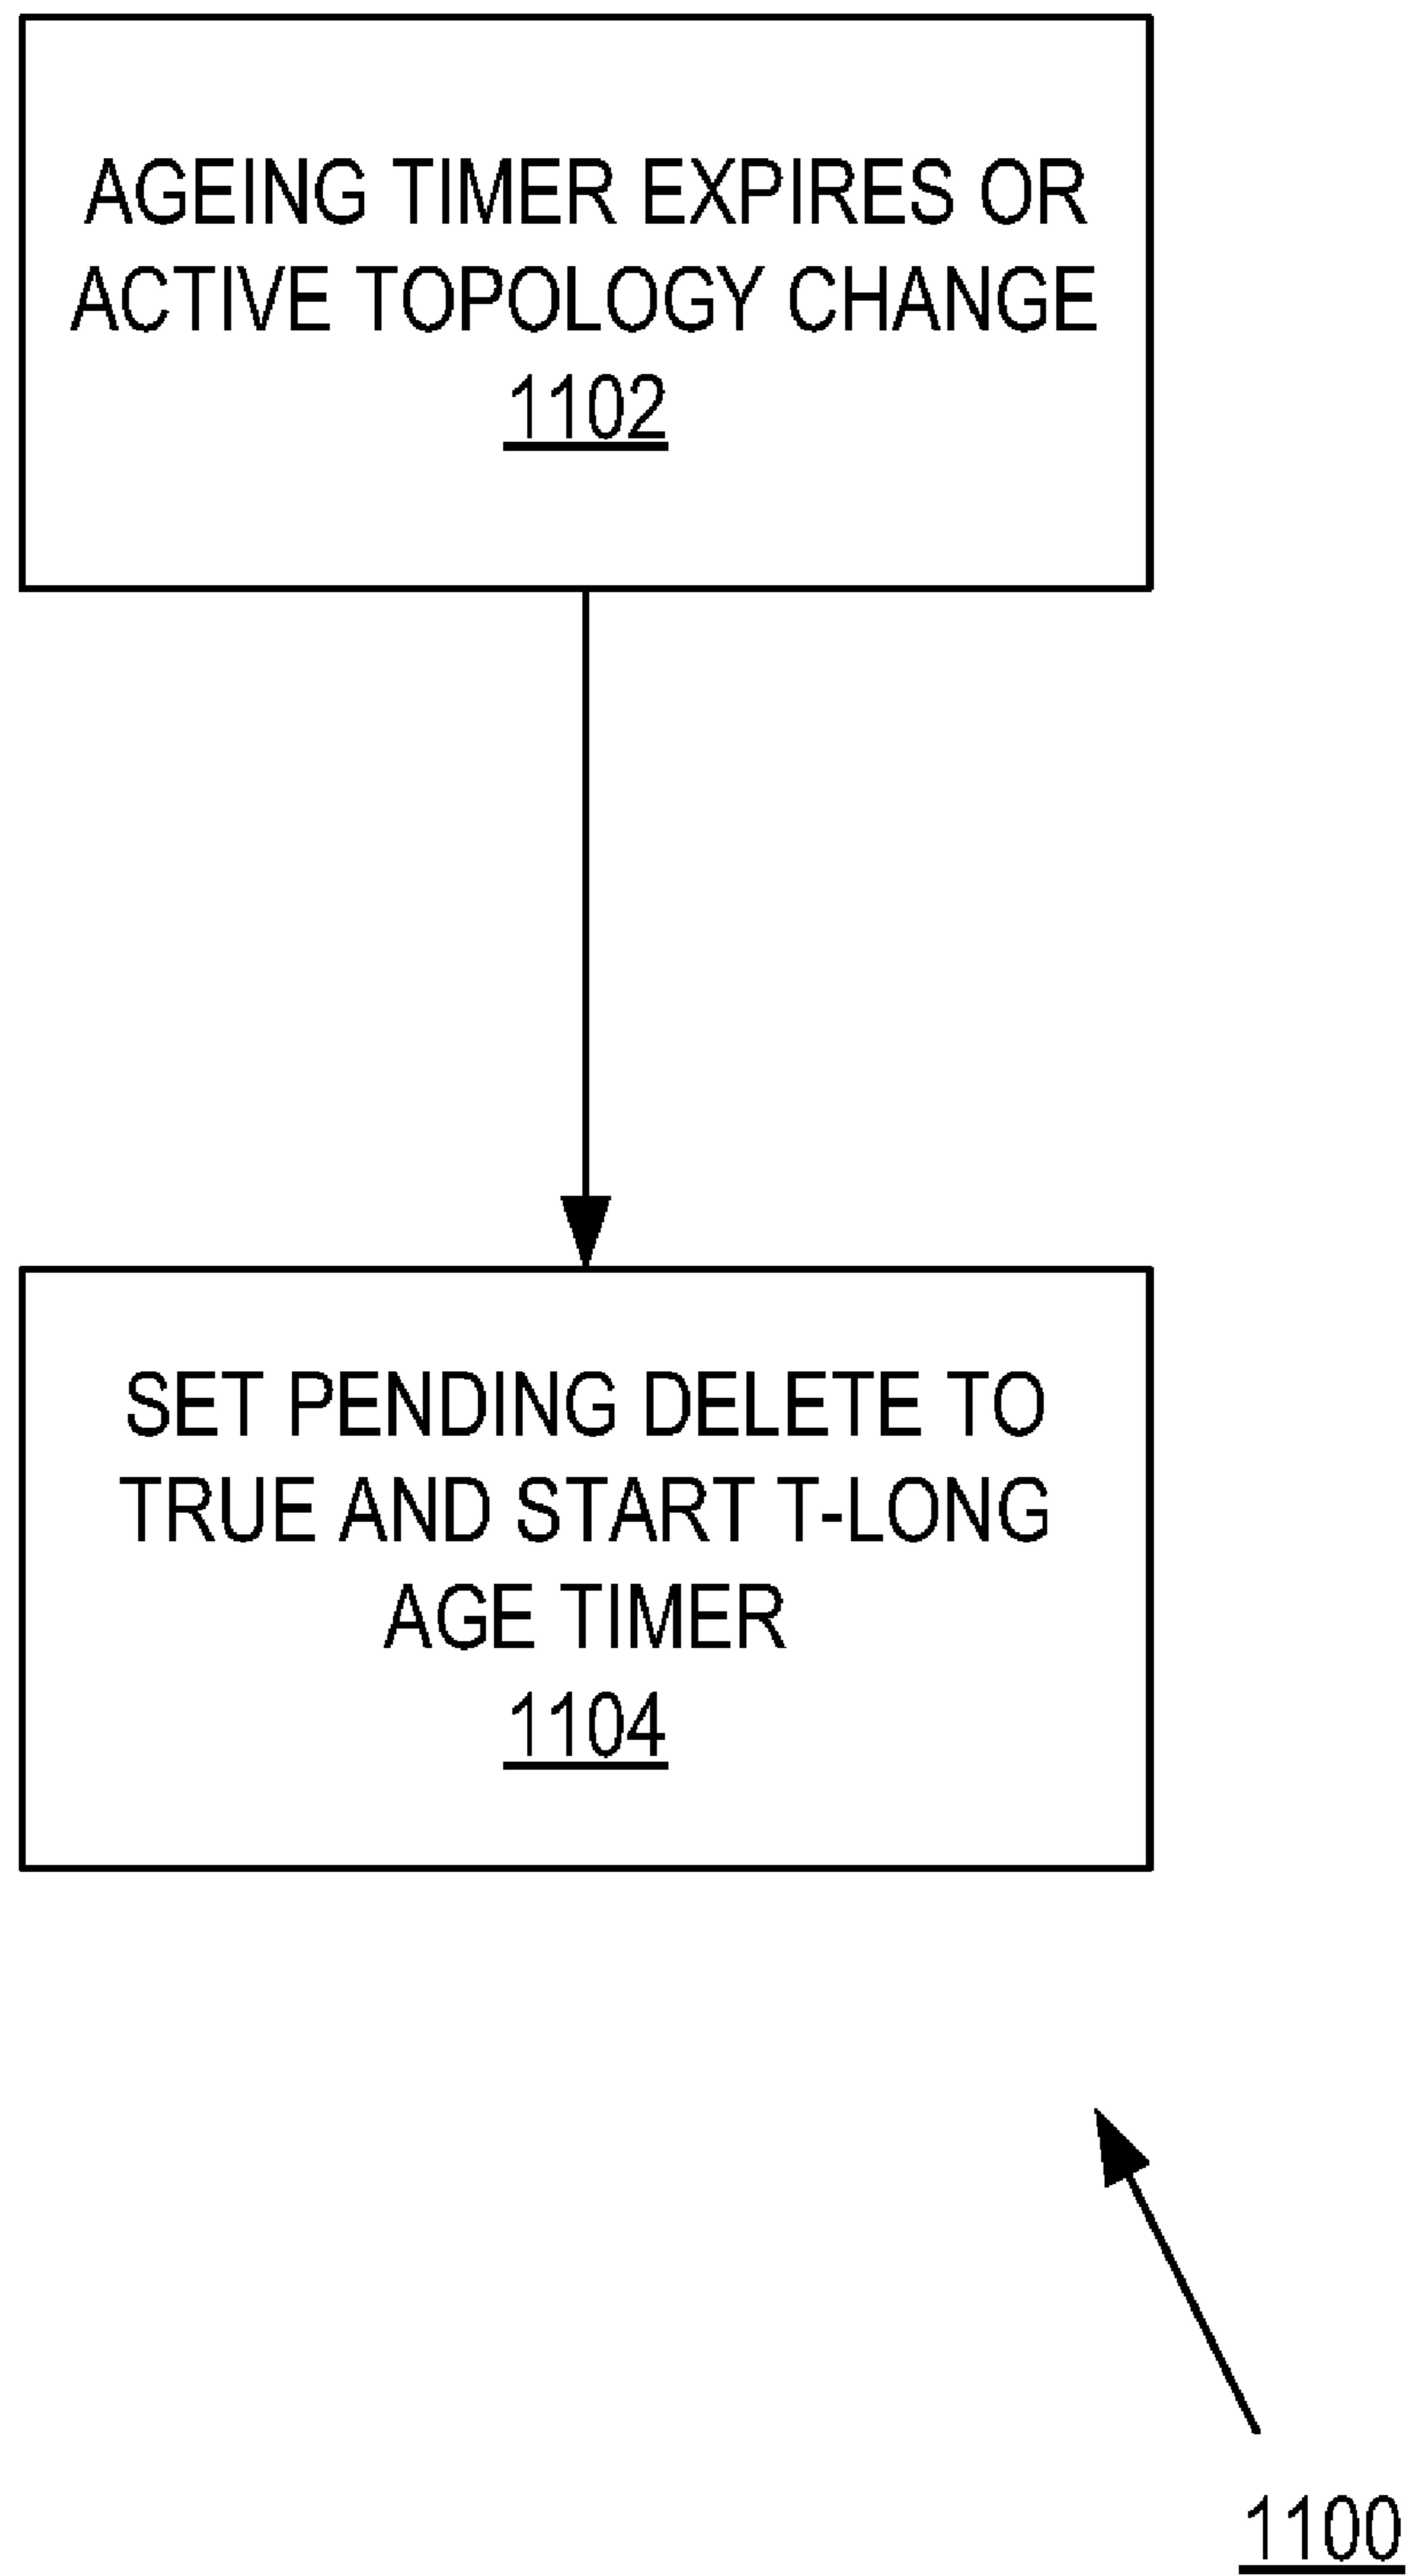 AGEING TIMER EXPIRES OR
ACTIVE TOPOLOGY CHANGE
1102
SET PENDING DELETE TO
TRUE AND START T-LONG
AGE TIMER
1104
1100